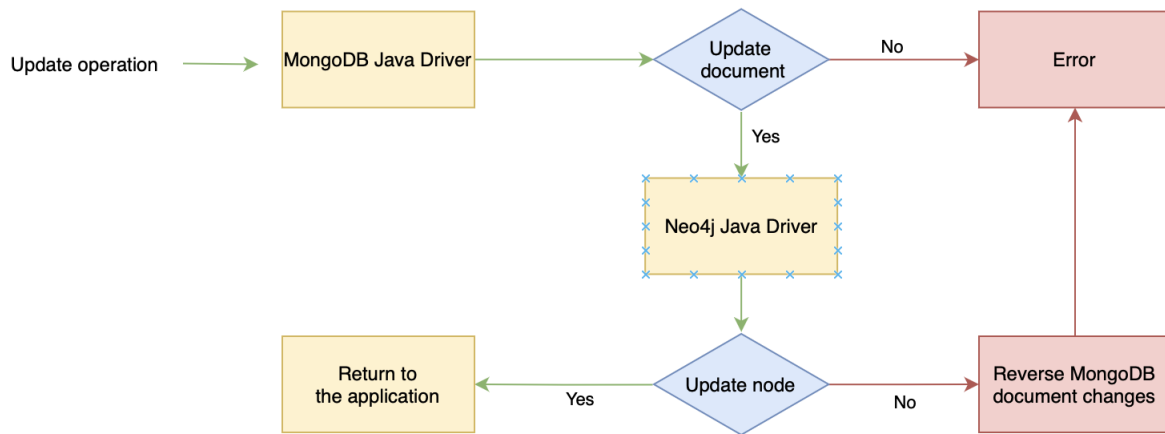 Update operation
MongoDB Java Driver
Update
document
No
Error
Yes
Neo4j Java Driver
Return to
the application
Yes
Update node
No
Reverse MongoDB
document changes